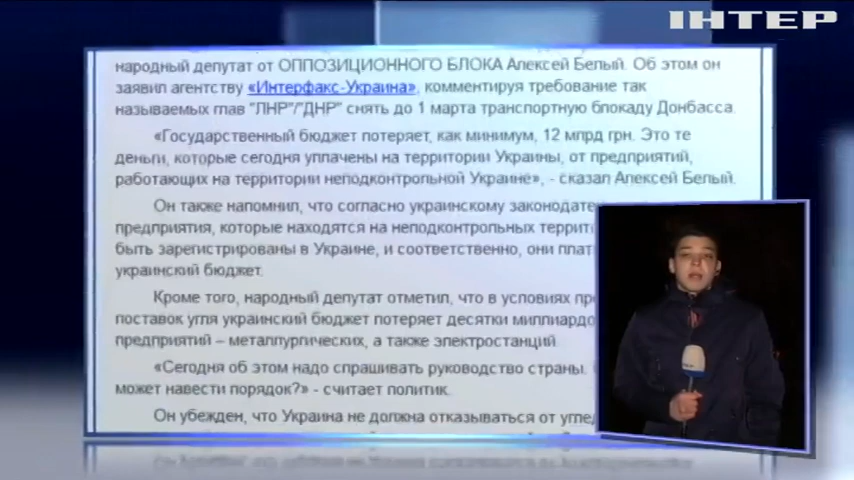 ІНТЕР
народный депутат от ОППОЗИЦИОННОГО БЛОКА Алексей Белый. Об этом он
заявил агентству «Интерфакс-Украина», комментируя требование так
называемых глав "ЛНР"/"ДНР" снять до 1 марта транспортную блокаду Донбасса.
«Государственный бюджет потеряет, как минимум, 12 млрд грн. Это те
деньги, которые сегодня уплачены на территории Украины, от предприятий,
работающих на территории неподконтрольной Украине», - сказал Алексей Белый.
Он также напомнил, что согласно украинскому законодате
предприятия, которые находятся на неподконтрольных террит
быть зарегистрированы в Украине, и соответственно, они плат
украинский бюджет.
Кроме того, народный депутат отметил, что в условиях пр
поставок угля украинский бюджет потеряет десятки миллиардо
предприятий – металлургических, а также электростанций.
«Сегодня об этом надо спрашивать руководство страны.
может навести порядок?» - считает политик.
Он убежден, что Украина не должна отказываться от угле